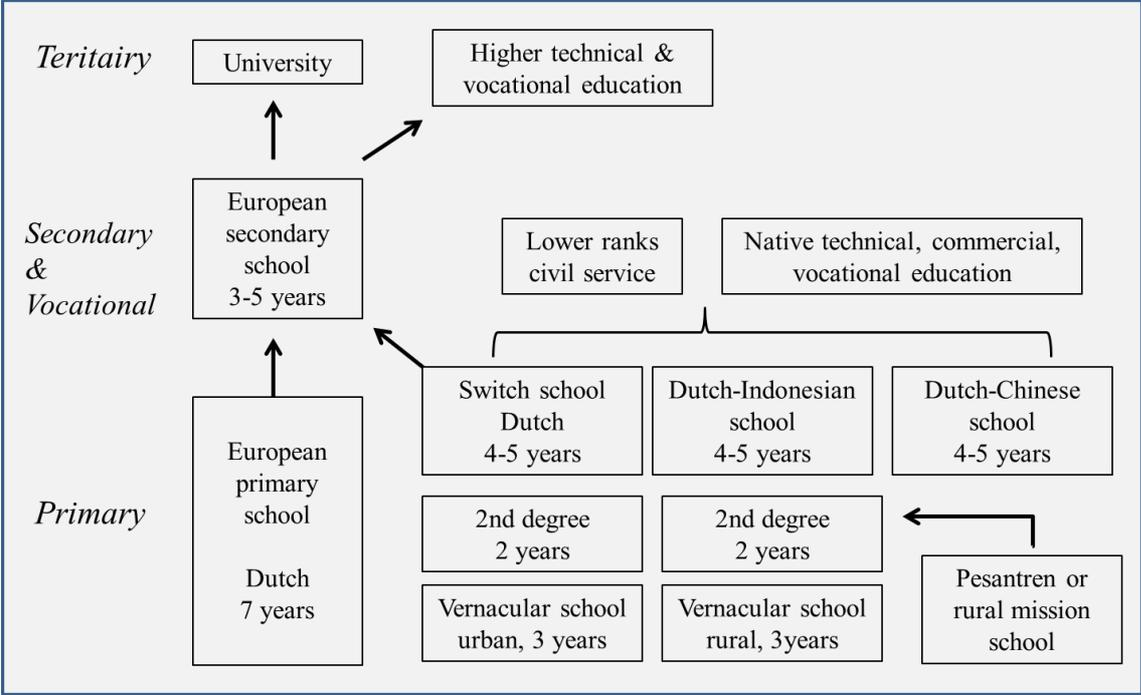 Teritairy
University
Higher technical &
vocational education
Secondary
&
Vocational
European
secondary
school
3-5 years
Lower ranks
civil service
Native technical, commercial,
vocational education
Primary
European
primary
school
Dutch
7 years
Switch school
Dutch
4-5 years
Dutch-Indonesian
school
4-5 years
Dutch-Chinese
school
4-5 years
2nd degree
2 years
2nd degree
2 years
Vernacular school
urban, 3 years
Vernacular school
rural, 3years
Pesantren or
rural mission
school